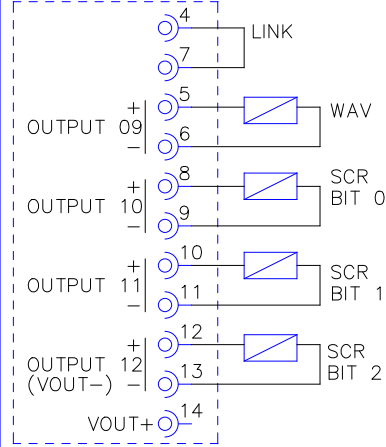 4
LINK
7
5
+
WAV
OUTPUT 09
6
−
8
+
SCR
BIT 0
OUTPUT 10
9
−
10
+
SCR
BIT 1
OUTPUT 11
11
−
12
+
SCR
BIT 2
OUTPUT 12
(VOUT−)
13
−
14
VOUT+